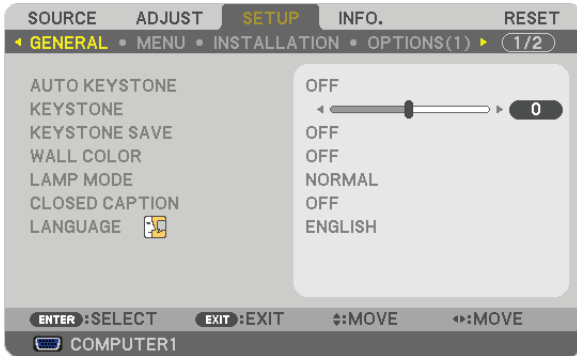 SOURCE ADJUST SETUP INFO. RESET
GENERAL • MENU • INSTALLATION • OPTIONS(1) 1/2
AUTO KEYSTONE OFF
KEYSTONE 0
KEYSTONE SAVE OFF
WALL COLOR OFF
LAMP MODE NORMAL
CLOSED CAPTION OFF
LANGUAGE ENGLISH
ENTER :SELECT EXIT :EXIT :MOVE :MOVE
COMPUTER1